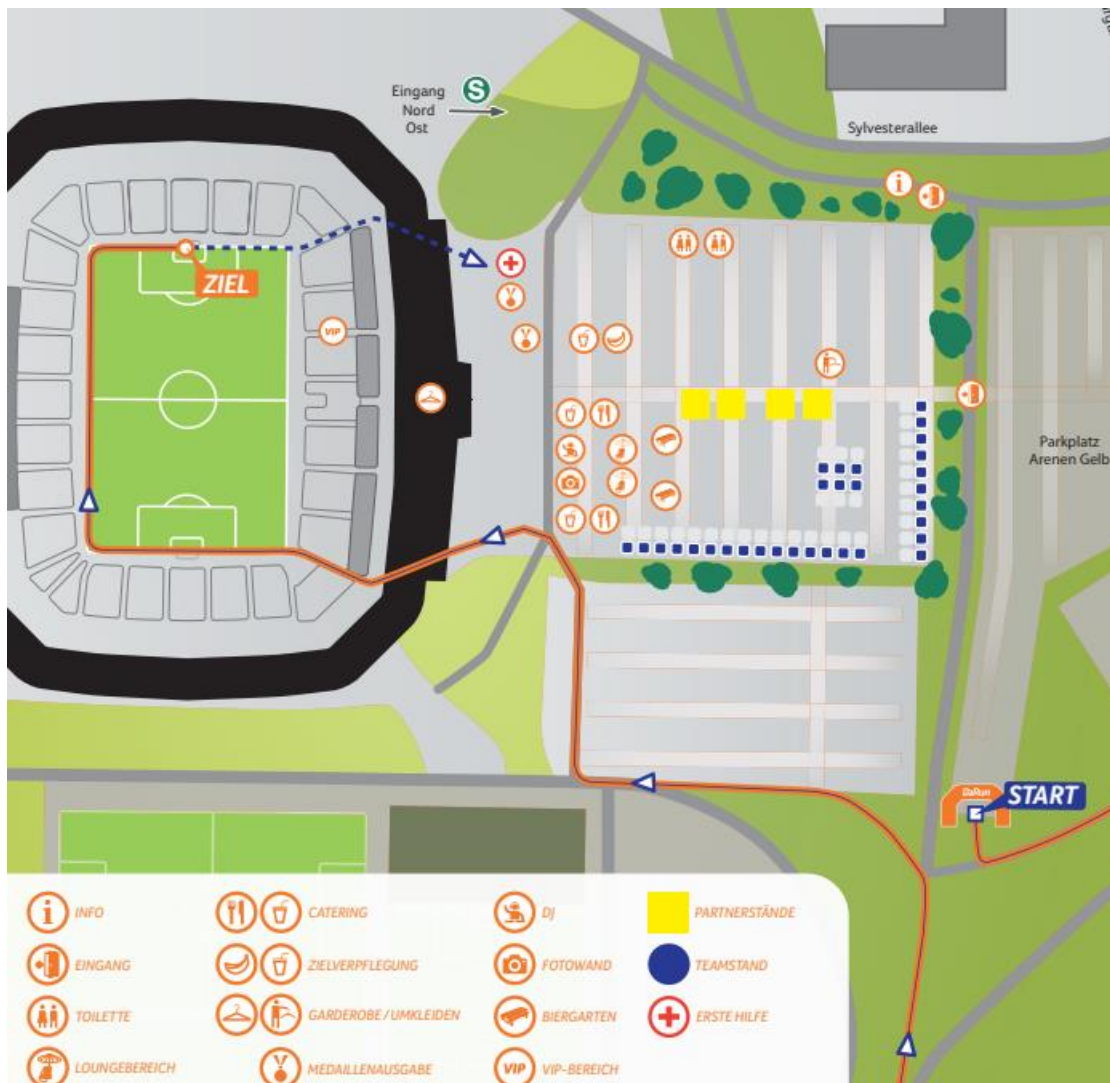 Eingang
Nord
Ost
S
Sylvesterallee
i
ZIEL
VIP
Parkplatz
Arenen Gelb
DaRun
START
i INFO
CATERING
DJ
PARTNERSTÄNDE
EINGANG
ZIELVERPFLEGUNG
FOTOWAND
TEAMSTAND
TOILETTE
GARDEROBE / UMKLEIDEN
BIERGARTEN
ERSTE HILFE
LOUNGEBEREICH
MEDAILLENAUSGABE
VIP VIP-BEREICH